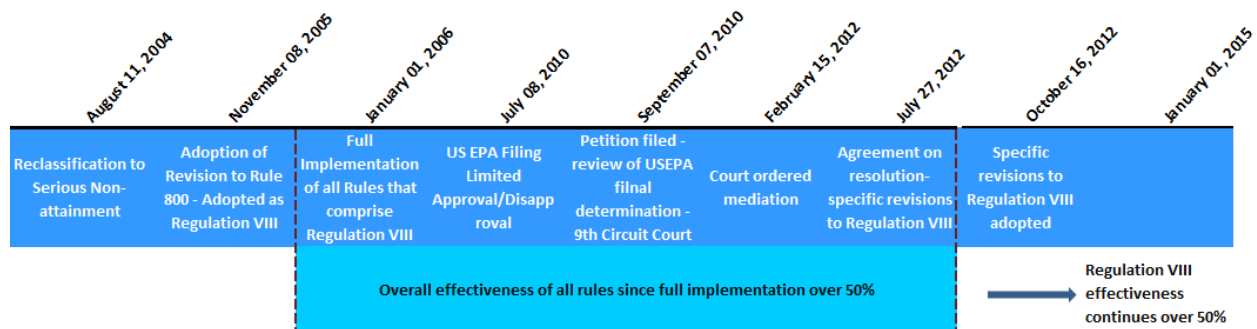 August 11, 2004
November 08, 2005
January 01, 2006
July 08, 2010
September 07, 2010
February 15, 2012
July 27, 2012
October 16, 2012
January 01, 2015
Reclassification to
Serious Non-
attainment
Adoption of
Revision to Rule
800 - Adopted as
Regulation VIII
Full
Implementation
of all Rules that
comprise
Regulation VIII
US EPA Filing
Limited
Approval/Disapp
roval
Petition filed -
review of USEPA
filnal
determination -
9th Circuit Court
Court ordered
mediation
Agreement on
resolution-
specific revisions
to Regulation VIII
Specific
revisions to
Regulation VIII
adopted
Overall effectiveness of all rules since full implementation over 50%
Regulation VIII
effectiveness
continues over 50%